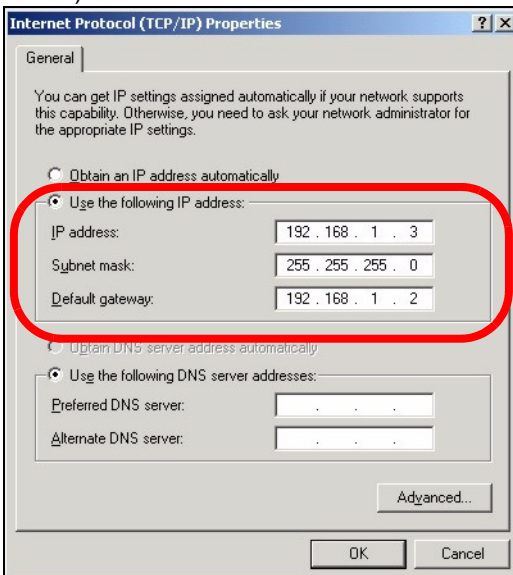 Internet Protocol (TCP/IP) Properties ? X
General
You can get IP settings assigned automatically if your network supports
this capability. Otherwise, you need to ask your network administrator for
the appropriate IP settings.
Obtain an IP address automatically
Use the following IP address:
IP address: 192 . 168 . 1 . 3
Subnet mask: 255 . 255 . 255 . 0
Default gateway: 192 . 168 . 1 . 2
Obtain DNS server address automatically
Use the following DNS server addresses:
Preferred DNS server: . . .
Alternate DNS server: . . .
Advanced...
OK Cancel